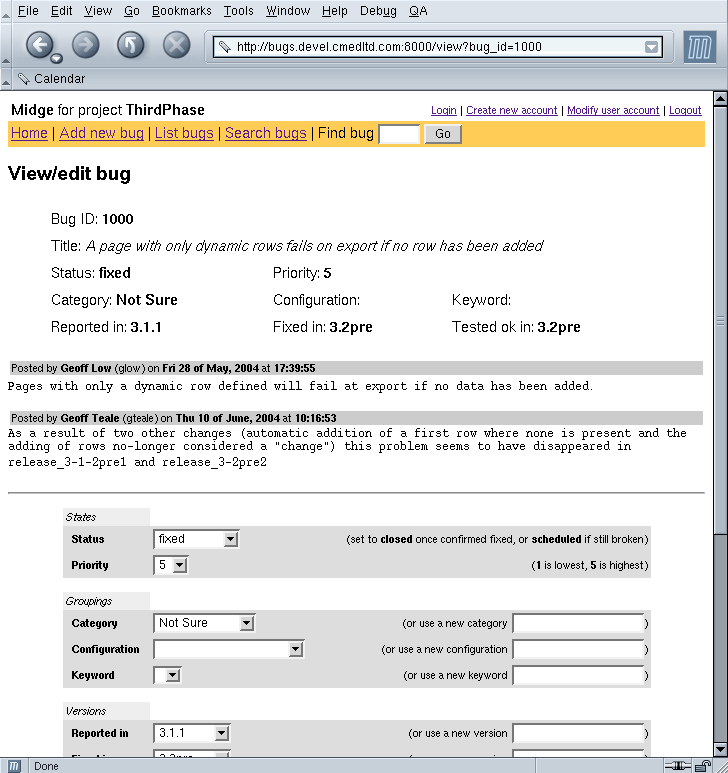 File Edit View Go Bookmarks Tools Window Help Debug QA
http://bugs.devel.cmedltd.com:8000/view?bug_id=1000
Calendar
Midge for project ThirdPhase
Login | Create new account | Modify user account | Logout
Home | Add new bug | List bugs | Search bugs | Find bug Go
View/edit bug
Bug ID: 1000
Title: A page with only dynamic rows fails on export if no row has been added
Status: fixed Priority: 5
Category: Not Sure Configuration: Keyword:
Reported in: 3.1.1 Fixed in: 3.2pre Tested ok in: 3.2pre
Posted by Geoff Low (glow) on Fri 28 of May, 2004 at 17:39:55
Pages with only a dynamic row defined will fail at export if no data has been added.
Posted by Geoff Teale (gteale) on Thu 10 of June, 2004 at 10:16:53
As a result of two other changes (automatic addition of a first row where none is present and the
adding of rows no-longer considered a "change") this problem seems to have disappeared in
release_3-1-2pre1 and release_3-2pre2
States
Status fixed (set to closed once confirmed fixed, or scheduled if still broken)
Priority 5 (1 is lowest, 5 is highest)
Groupings
Category Not Sure (or use a new category )
Configuration (or use a new configuration )
Keyword (or use a new keyword )
Versions
Reported in 3.1.1 (or use a new version )
Done